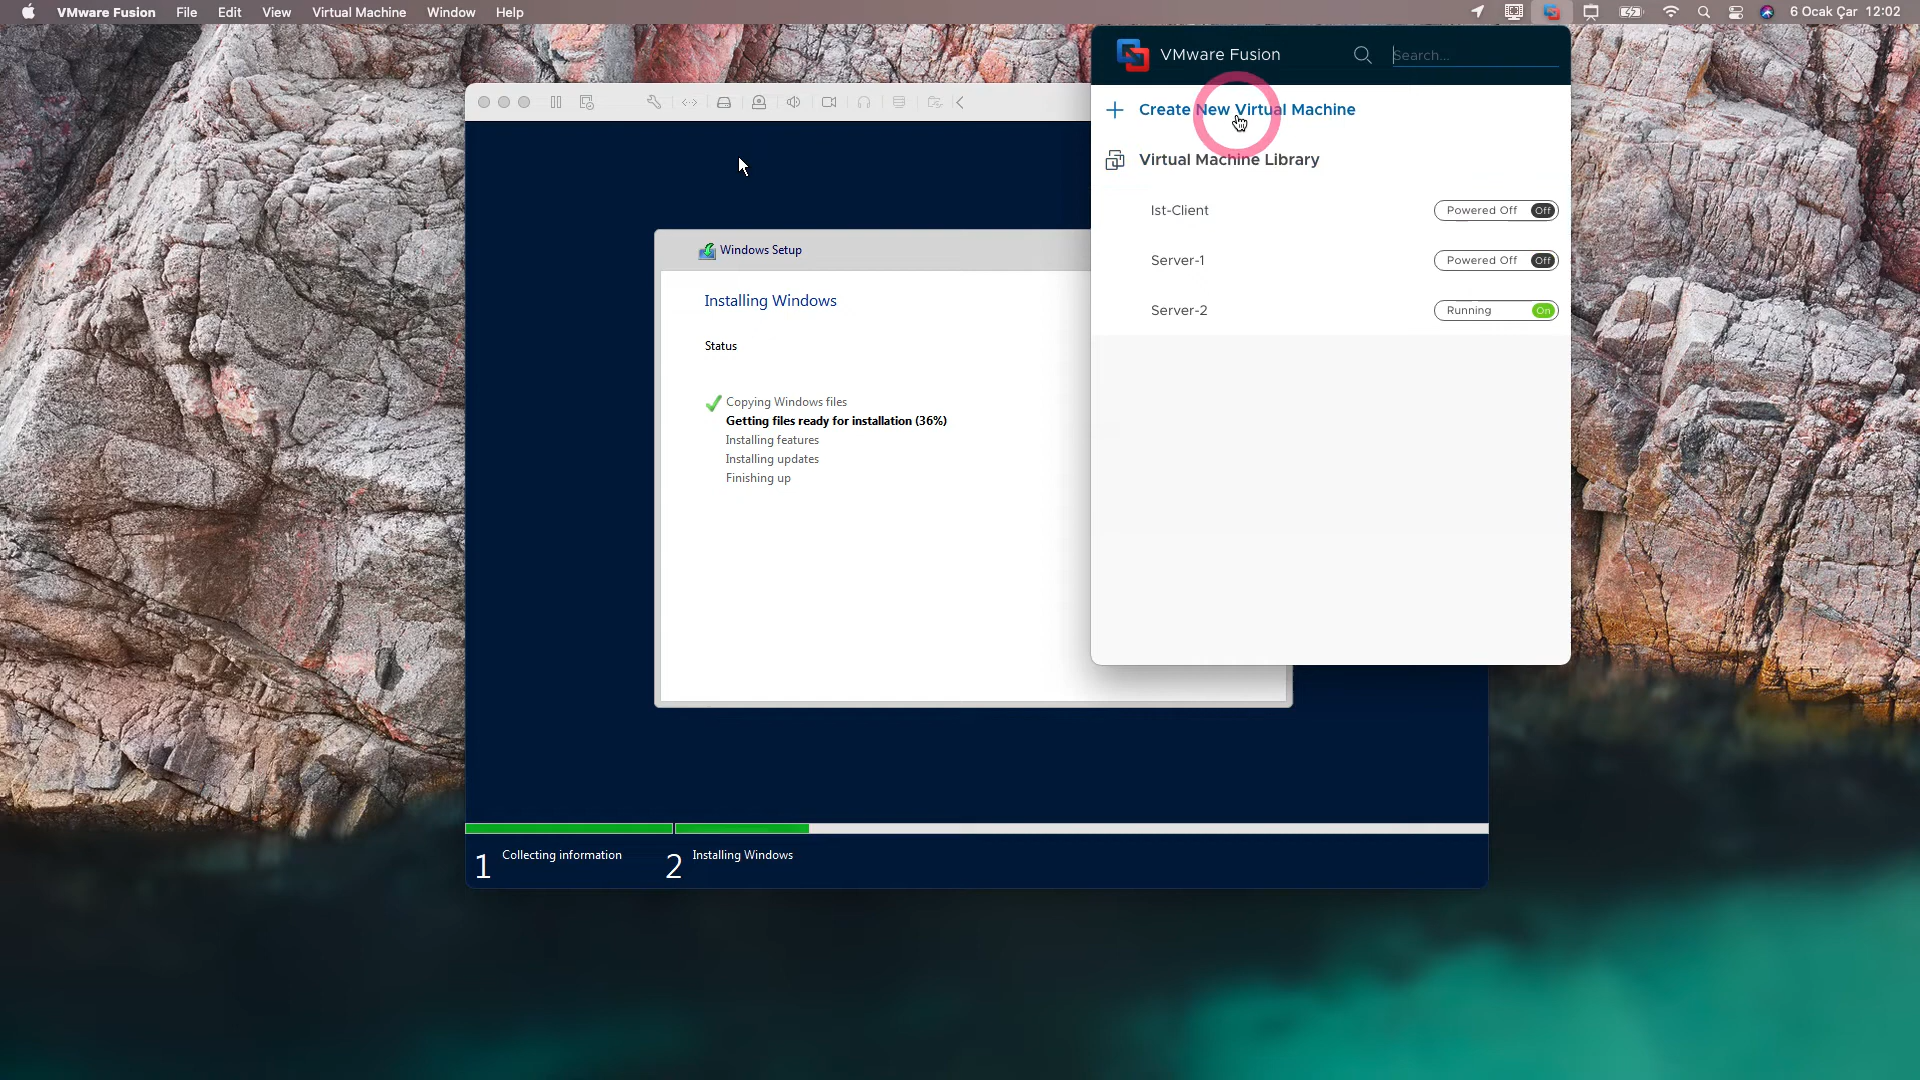 VMware Fusion File Edit View Virtual Machine Window Help 6 Ocak Çar 12:02
VMware Fusion Search...
Create New Virtual Machine
Virtual Machine Library
Ist-Client Powered Off Off
Server-1 Powered Off Off
Server-2 Running On
Windows Setup
Installing Windows
Status
Copying Windows files
Getting files ready for installation (36%)
Installing features
Installing updates
Finishing up
1 Collecting information 2 Installing Windows